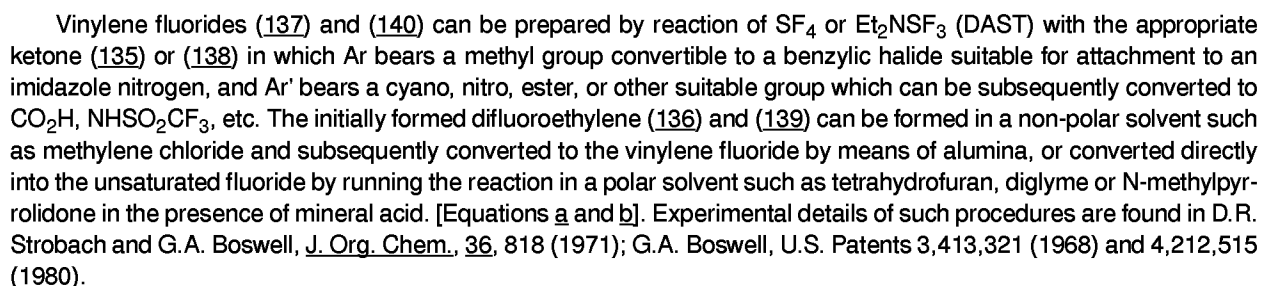 Vinylene fluorides (137) and (140) can be prepared by reaction of SF4 or Et2NSF3 (DAST) with the appropriate
ketone (135) or (138) in which Ar bears a methyl group convertible to a benzylic halide suitable for attachment to an
imidazole nitrogen, and Ar' bears a cyano, nitro, ester, or other suitable group which can be subsequently converted to
CO2H, NHSO2CF3, etc. The initially formed difluoroethylene (136) and (139) can be formed in a non-polar solvent such
as methylene chloride and subsequently converted to the vinylene fluoride by means of alumina, or converted directly
into the unsaturated fluoride by running the reaction in a polar solvent such as tetrahydrofuran, diglyme or N-methylpyr-
rolidone in the presence of mineral acid. [Equations a and b]. Experimental details of such procedures are found in D.R.
Strobach and G.A. Boswell, J. Org. Chem., 36, 818 (1971); G.A. Boswell, U.S. Patents 3,413,321 (1968) and 4,212,515
(1980).